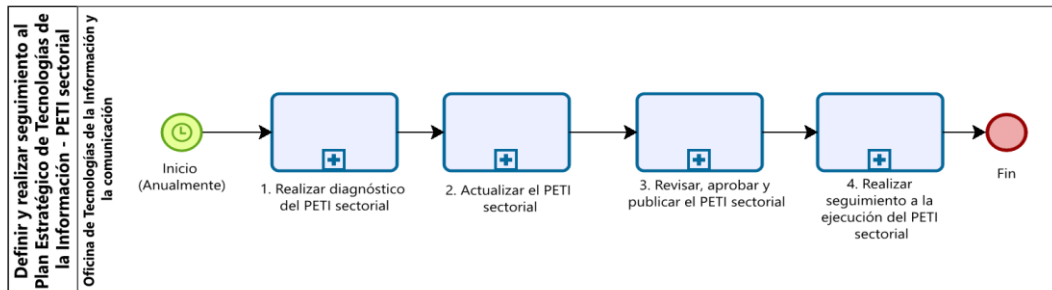 Definir y realizar seguimiento al
Plan Estratégico de Tecnologías de
la Información - PETI sectorial
Oficina de Tecnologías de la Información y
la comunicación
Inicio
(Anualmente)
1. Realizar diagnóstico
del PETI sectorial
2. Actualizar el PETI
sectorial
3. Revisar, aprobar y
publicar el PETI sectorial
4. Realizar
seguimiento a la
ejecución del PETI
sectorial
Fin